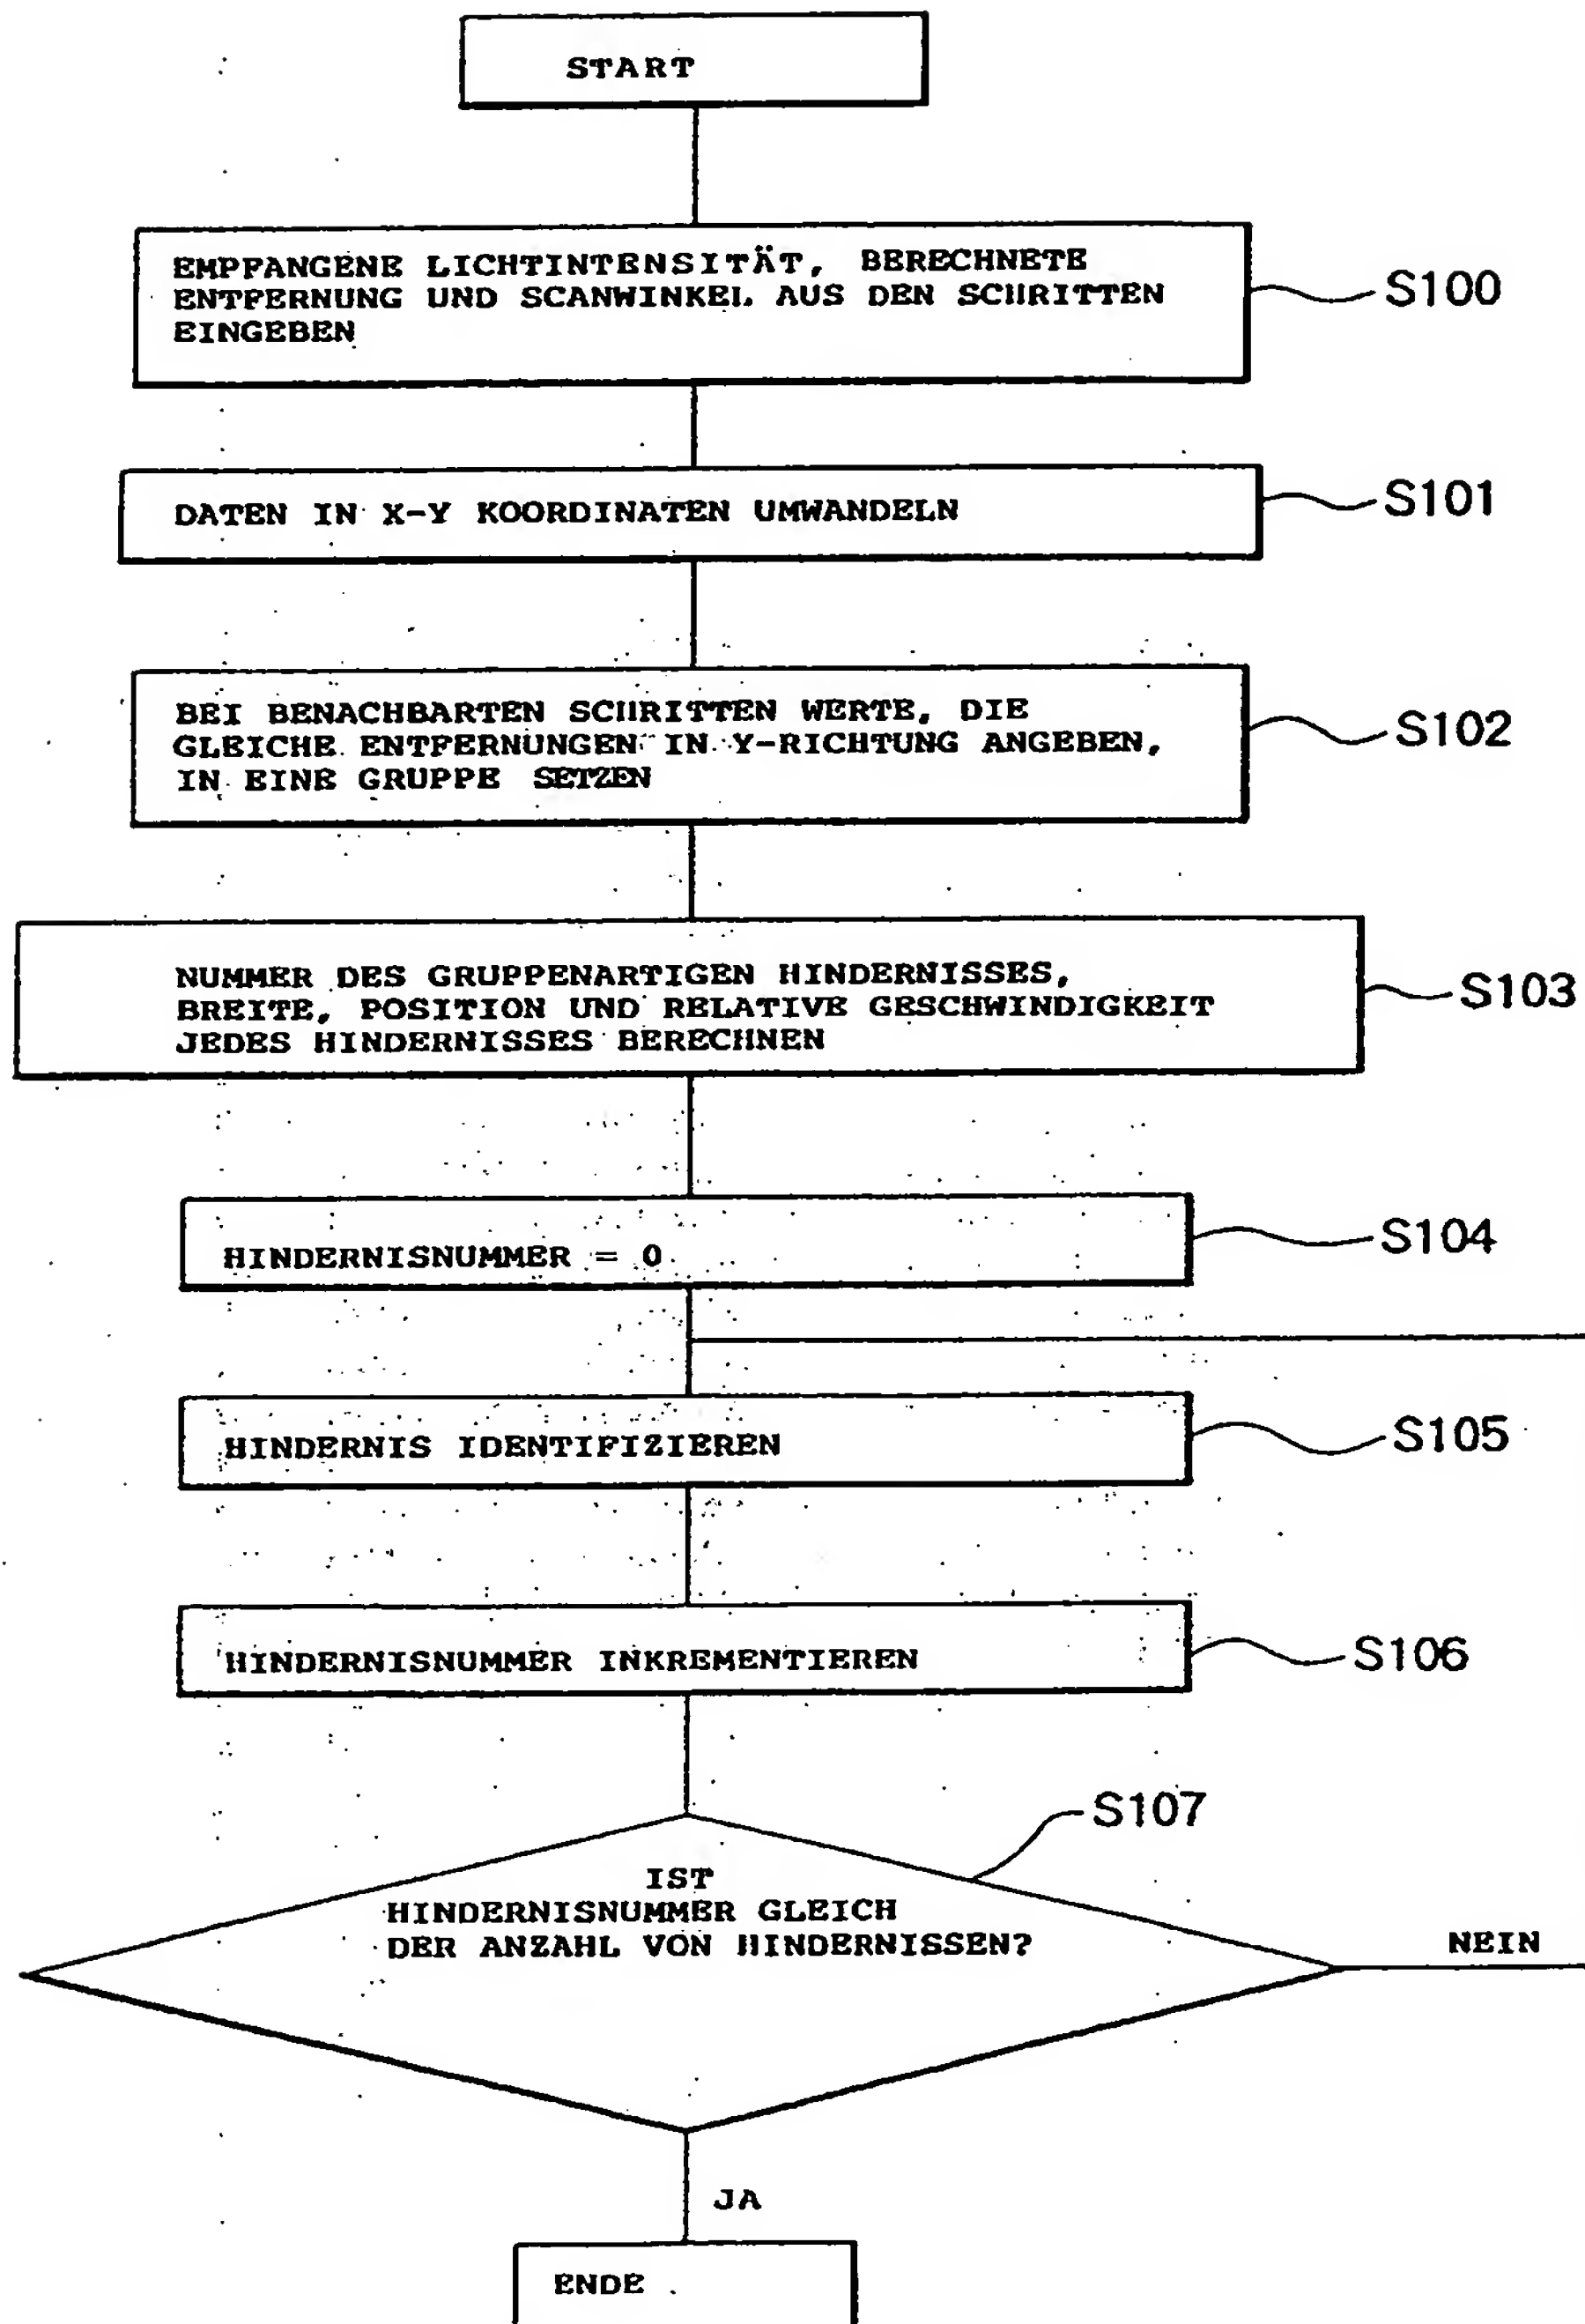 START
EMPFANGENE LICHTINTENSITÄT, BERECHNETE
ENTFERNUNG UND SCANWINKEL AUS DEN SCHRITTEN
EINGEBEN
S100
DATEN IN X-Y KOORDINATEN UMWANDELN
S101
BEI BENACHBARTEN SCHRITTEN WERTE, DIE
GLEICHE ENTFERNUNGEN IN Y-RICHTUNG ANGEBEN,
IN EINE GRUPPE SETZEN
S102
NUMMER DES GRUPPENARTIGEN HINDERNISSES,
BREITE, POSITION UND RELATIVE GESCHWINDIGKEIT
JEDES HINDERNISSES BERECHNEN
S103
HINDERNISNUMMER = 0
S104
HINDERNIS IDENTIFIZIEREN
S105
HINDERNISNUMMER INKREMENTIEREN
S106
S107
IST
HINDERNISNUMMER GLEICH
DER ANZAHL VON HINDERNISSEN?
NEIN
JA
ENDE